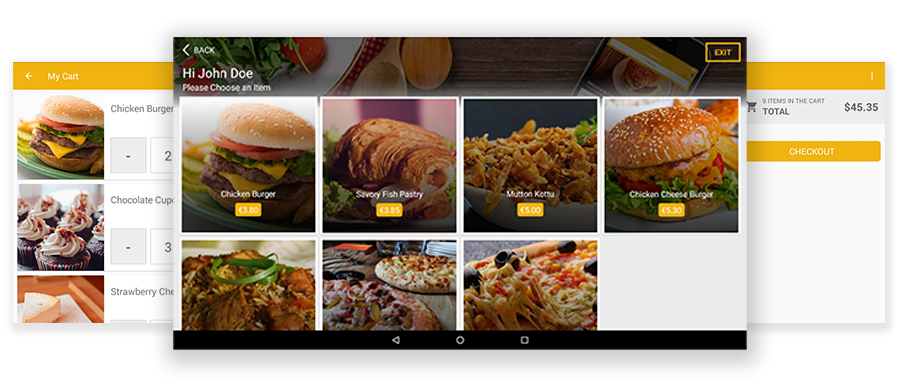 My Cart
Chicken Burger
-
2
Chocolate Cup
-
3
Strawberry Che
BACK
EXIT
Hi John Doe
Please Choose an Item
Chicken Burger
€3.80
Savory Fish Pastry
€3.85
Mutton Kottu
€5.00
Chicken Cheese Burger
€5.30
9 ITEMS IN THE CART
TOTAL
$45.35
CHECKOUT